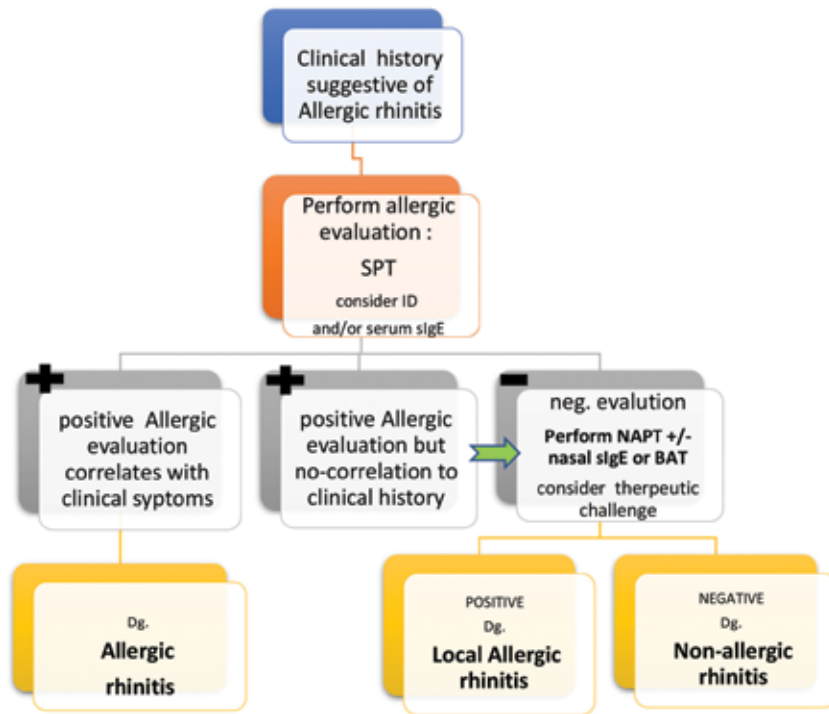 Clinical history
suggestive of
Allergic rhinitis
Perform allergic
evaluation :
SPT
consider ID
and/or serum sIgE
+
positive Allergic
evaluation
correlates with
clinical syptoms
+
positive Allergic
evaluation but
no-correlation to
clinical history
-
neg. evalution
Perform NAPT +/-
nasal sIgE or BAT
consider therpeutic
challenge
Dg.
Allergic
rhinitis
POSITIVE
Dg.
Local Allergic
rhinitis
NEGATIVE
Dg.
Non-allergic
rhinitis